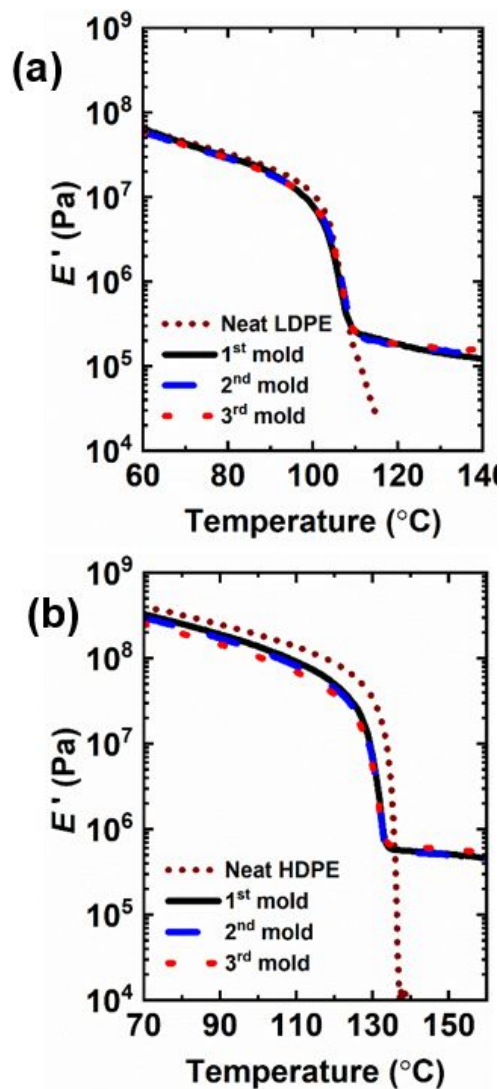 (a)
10⁹
10⁸
10⁷
10⁶
10⁵
10⁴
E' (Pa)
Neat LDPE
1ˢᵗ mold
2ⁿᵈ mold
3ʳᵈ mold
60 80 100 120 140
Temperature (°C)
(b)
10⁹
10⁸
10⁷
10⁶
10⁵
10⁴
E' (Pa)
Neat HDPE
1ˢᵗ mold
2ⁿᵈ mold
3ʳᵈ mold
70 90 110 130 150
Temperature (°C)